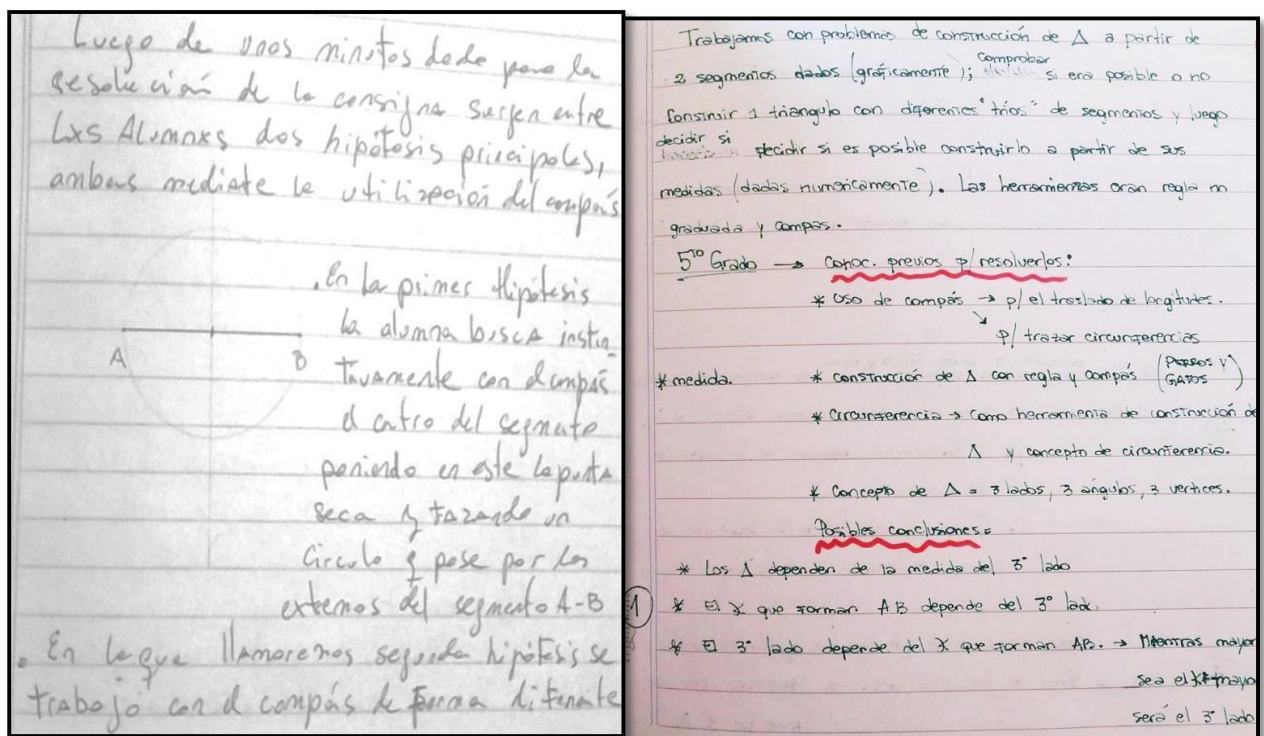 Luego de unos minutos dado para la
resolución de la consigna surgen entre
Lxs Alumnxs dos hipótesis principales,
ambas mediate la utilización del compás
A
B
. En la primer Hipótesis
la alumna busca instin_
tivamente con el compás
el centro del segmento
poniendo en este la punta
seca y trazando un
circulo q pase por los
extemos del segmento A-B
. En la que llamaremos segunda hipótesis se
trabajó con el compás de forma diferente
Trabajamos con problemas de construcción de Δ a partir de
2 segmentos dados (gráficamente); comprobar si era posible o no
construir 1 triangulo con diferentes "tríos" de segmentos y luego
decidir si decidir si es posible construirlo a partir de sus
medidas (dadas numericamente). Las herramientas eran regla no
graduada y compás.
5to Grado → Conoc. previos p/ resolverlos:
* Uso de compás → p/ el traslado de longitudes.
↘ p/ trazar circunferencias
* medida. * construcción de Δ con regla y compás (PERROS Y GATOS)
* circunferencia → como herramienta de construcción de
Δ y concepto de circunferencia.
* Concepto de Δ = 3 lados, 3 ángulos, 3 vertices.
Posibles conclusiones=
* Los Δ dependen de la medida del 3° lado
1 * El ∡ que forman AB depende del 3° lado.
* El 3° lado depende del ∡ que forman AB. → Mientras mayor
sea el ∡ mayo
será el 3° lado